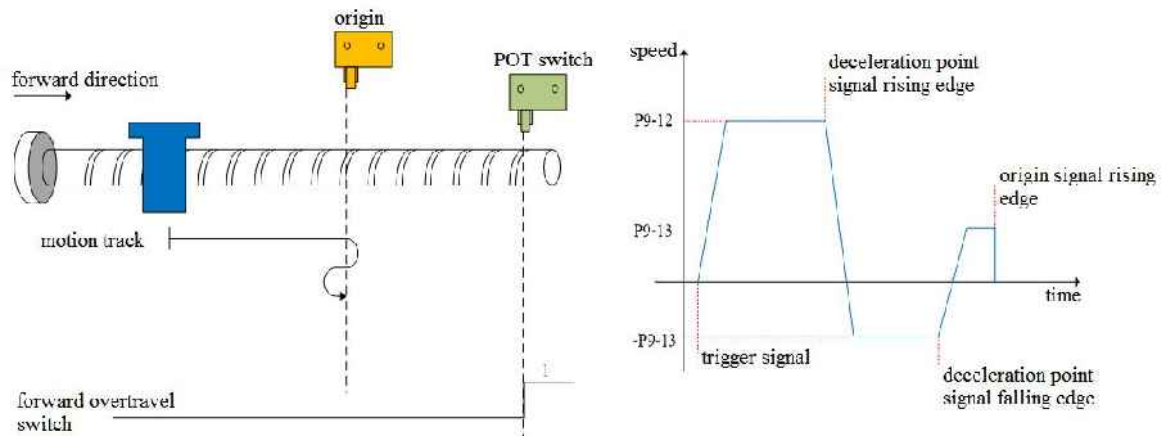 origin
POT switch
forward direction
motion track
1
forward overtravel
switch
speed
deceleration point
signal rising edge
P9-12
origin signal rising
edge
P9-13
time
-P9-13
trigger signal
deceleration point
signal falling edge